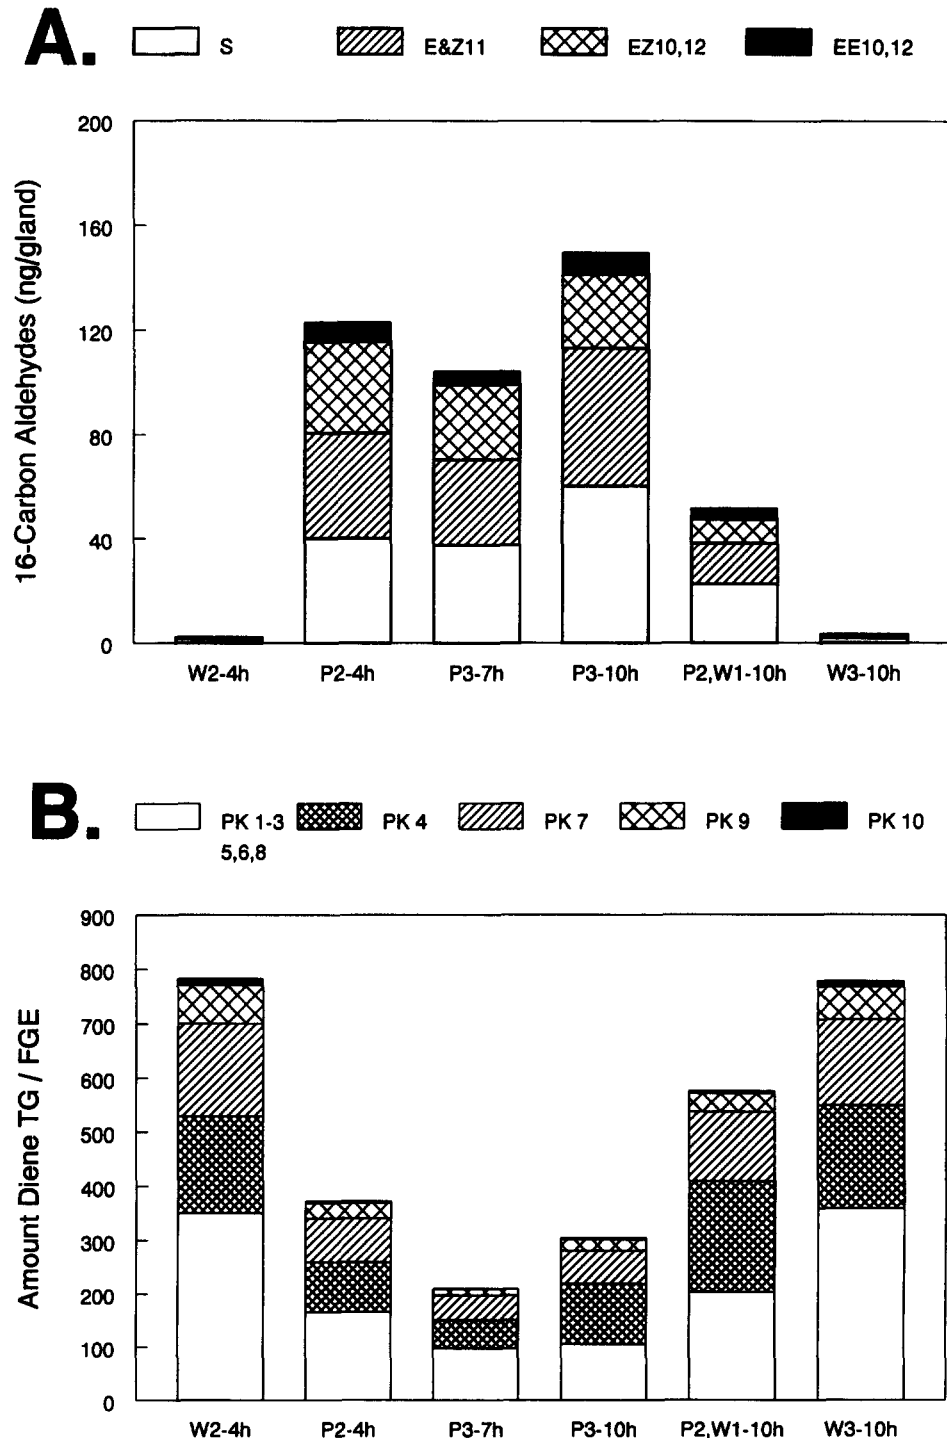 A.
S E&Z11 EZ10,12 EE10,12
16-Carbon Aldehydes (ng/gland)
200
160
120
80
40
0
W2-4h P2-4h P3-7h P3-10h P2,W1-10h W3-10h
B.
PK 1-3 PK 4 PK 7 PK 9 PK 10
5,6,8
Amount Diene TG / FGE
900
800
700
600
500
400
300
200
100
0
W2-4h P2-4h P3-7h P3-10h P2,W1-10h W3-10h